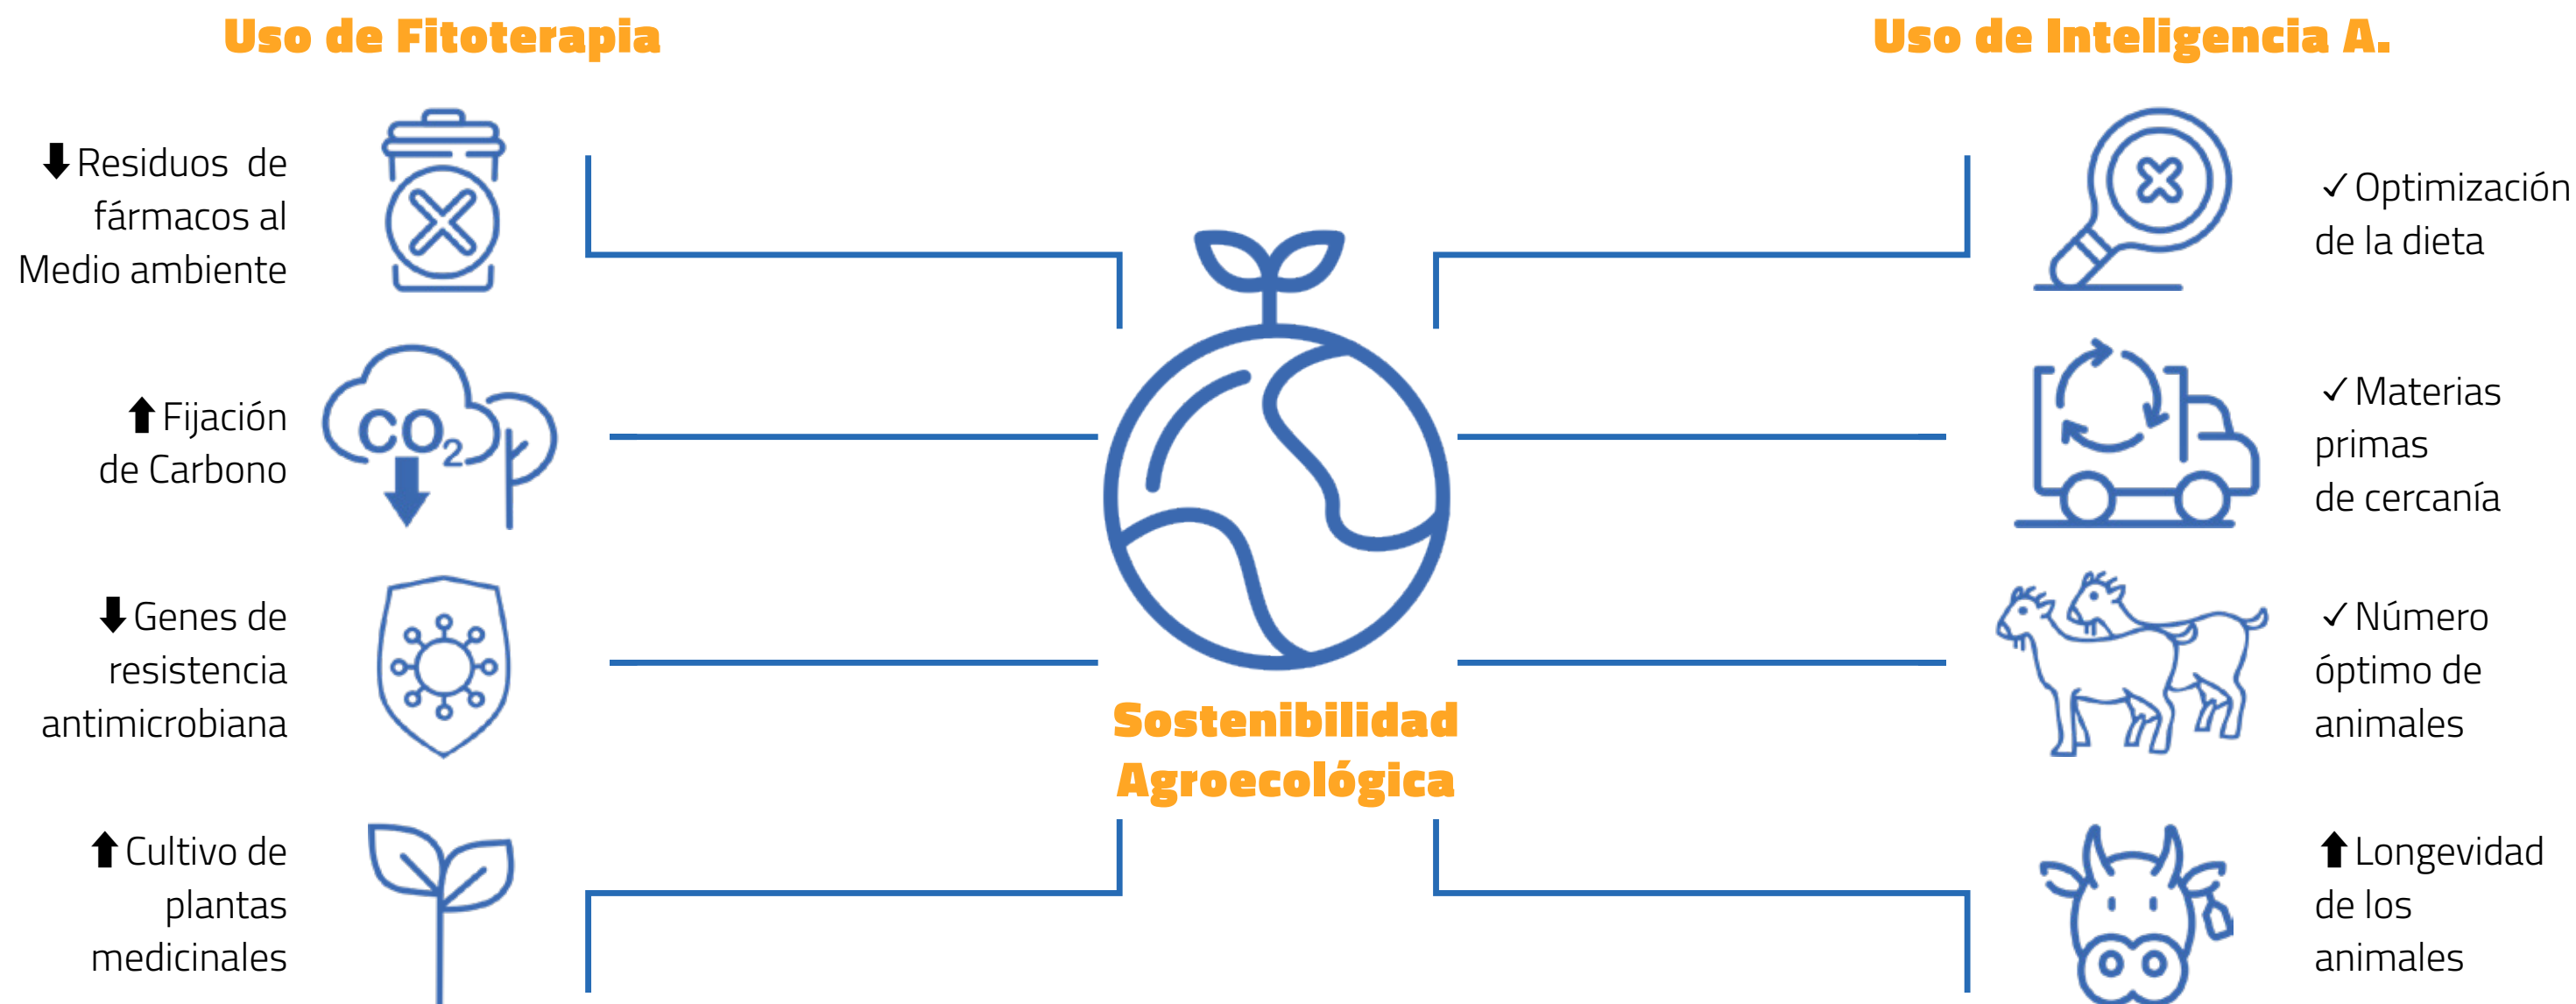 Uso de Fitoterapia
⬇Residuos de
fármacos al
Medio ambiente
⬆Fijación
de Carbono
CO₂
⬇Genes de
resistencia
antimicrobiana
⬆Cultivo de
plantas
medicinales
Sostenibilidad
Agroecológica
Uso de Inteligencia A.
✓Optimización
de la dieta
✓Materias
primas
de cercanía
✓Número
óptimo de
animales
⬆Longevidad
de los
animales